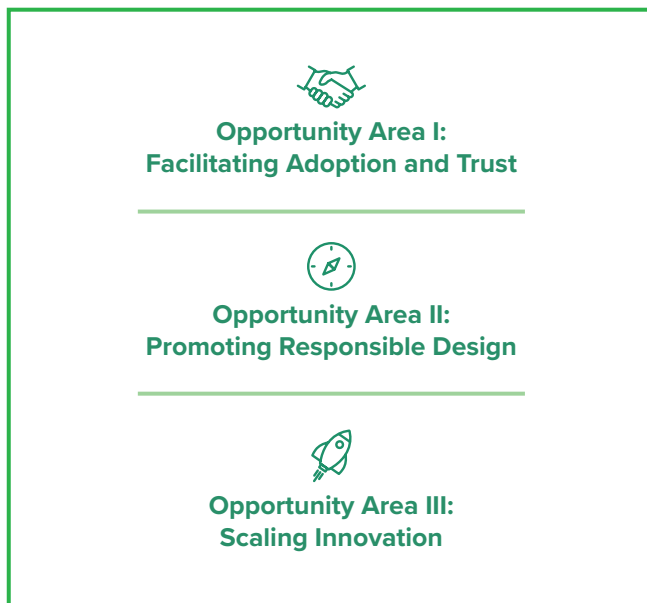 Opportunity Area I:
Facilitating Adoption and Trust
Opportunity Area II:
Promoting Responsible Design
Opportunity Area III:
Scaling Innovation